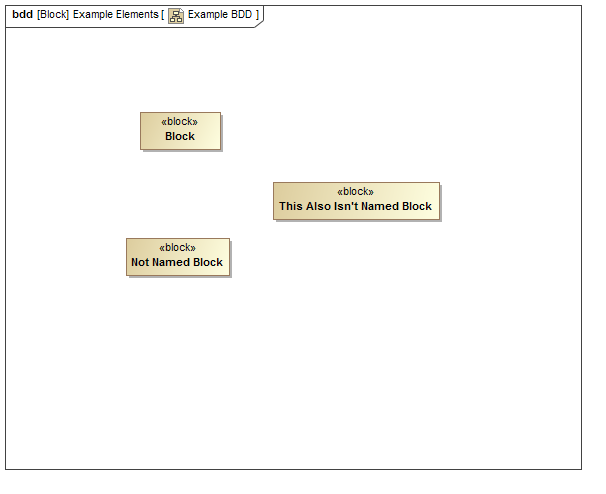 bdd [Block] Example Elements [ Example BDD ]
«block»
Block
«block»
This Also Isn't Named Block
«block»
Not Named Block